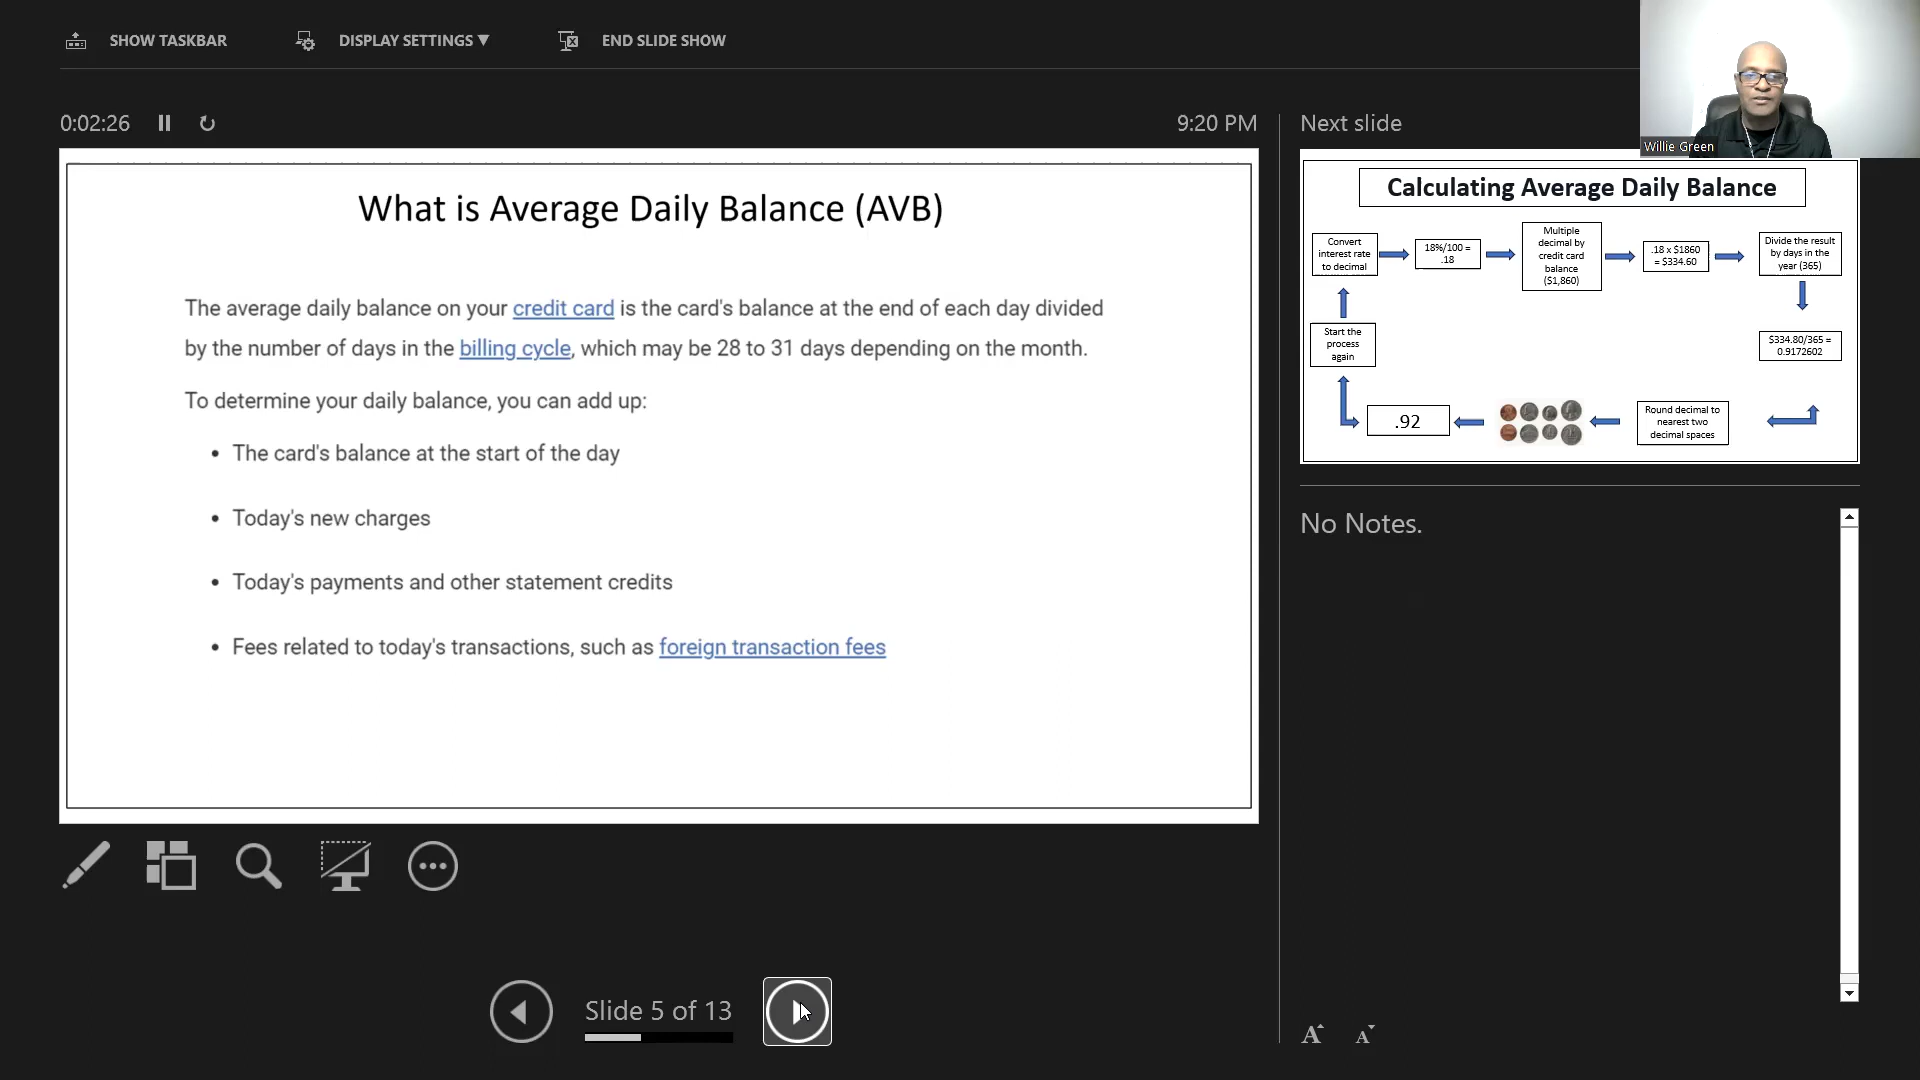 SHOW TASKBAR
DISPLAY SETTINGS ▼
END SLIDE SHOW
0:02:26
9:20 PM
Next slide
Willie Green
What is Average Daily Balance (AVB)
The average daily balance on your credit card is the card's balance at the end of each day divided
by the number of days in the billing cycle, which may be 28 to 31 days depending on the month.
To determine your daily balance, you can add up:
• The card's balance at the start of the day
• Today's new charges
• Today's payments and other statement credits
• Fees related to today's transactions, such as foreign transaction fees
Calculating Average Daily Balance
Convert
interest rate
to decimal
18%/100 =
.18
Multiple
decimal by
credit card
balance
($1,860)
.18 x $1860
= $334.60
Divide the result
by days in the
year (365)
$334.80/365 =
0.9172602
Round decimal to
nearest two
decimal spaces
.92
Start the
process
again
No Notes.
Slide 5 of 13
A A